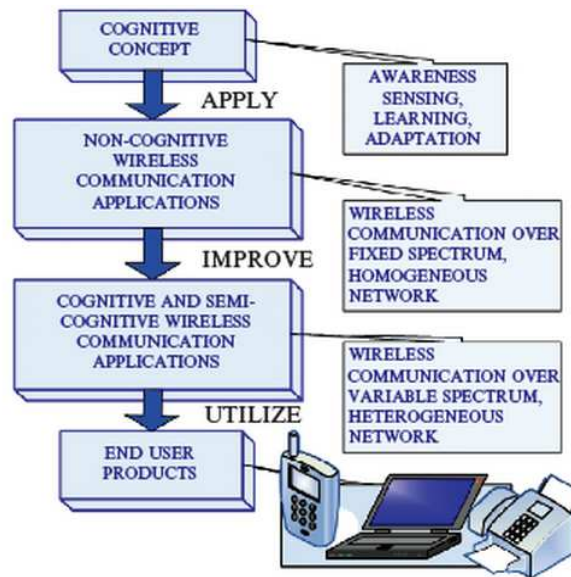 COGNITIVE
CONCEPT
APPLY
AWARENESS
SENSING,
LEARNING,
ADAPTATION
NON-COGNITIVE
WIRELESS
COMMUNICATION
APPLICATIONS
IMPROVE
WIRELESS
COMMUNICATION OVER
FIXED SPECTRUM,
HOMOGENEOUS
NETWORK
COGNITIVE AND SEMI-
COGNITIVE WIRELESS
COMMUNICATION
APPLICATIONS
UTILIZE
WIRELESS
COMMUNICATION OVER
VARIABLE SPECTRUM,
HETEROGENEOUS
NETWORK
END USER
PRODUCTS